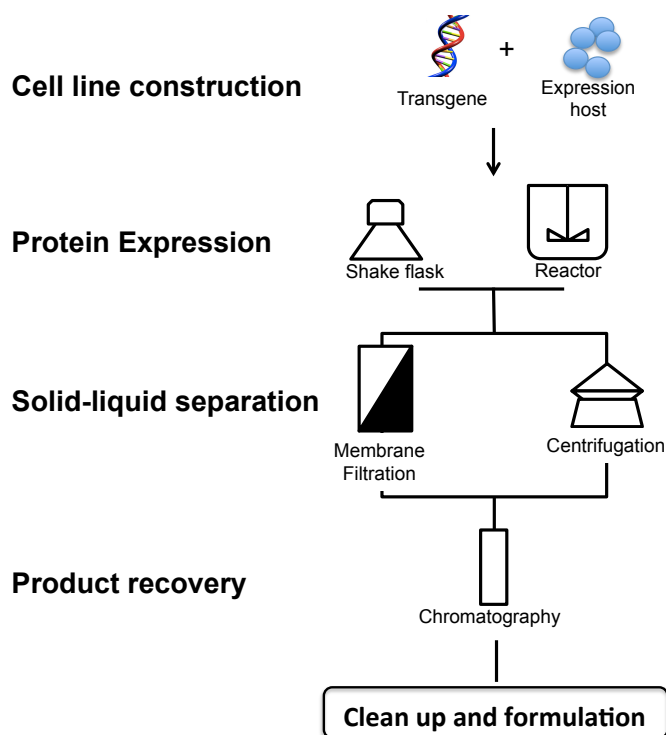 Cell line construction
+
Transgene
Expression
host
Protein Expression
Shake flask
Reactor
Solid-liquid separation
Membrane
Filtration
Centrifugation
Product recovery
Chromatography
Clean up and formulation